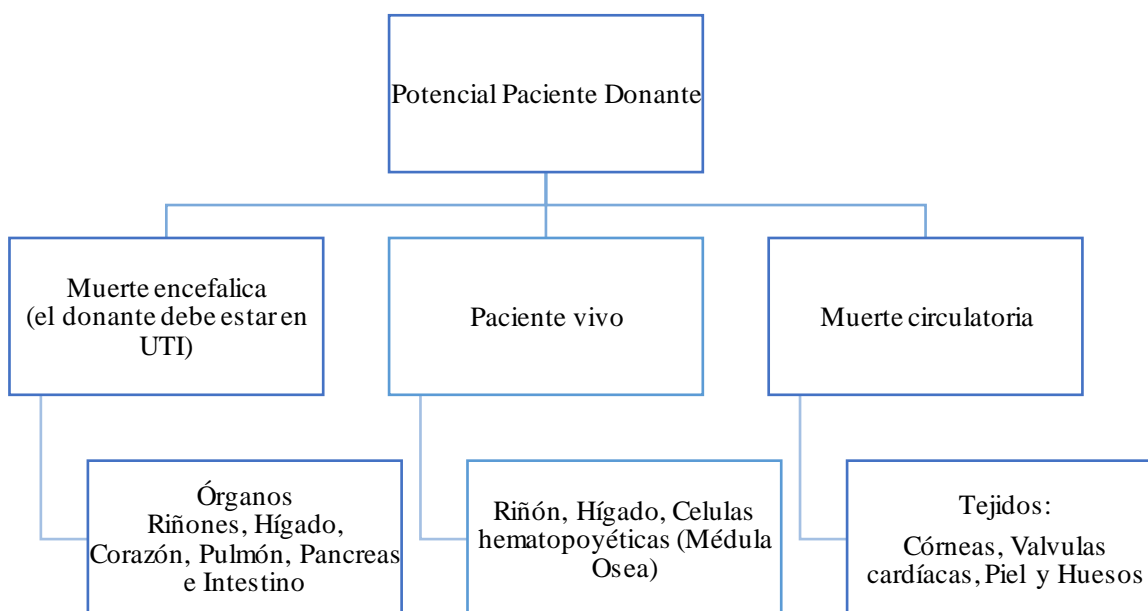 Potencial Paciente Donante
Muerte encefalica
(el donante debe estar en
UTI)
Paciente vivo
Muerte circulatoria
Órganos
Riñones, Hígado,
Corazón, Pulmón, Pancreas
e Intestino
Riñón, Hígado, Celulas
hematopoyéticas (Médula
Osea)
Tejidos:
Córneas, Valvulas
cardíacas, Piel y Huesos